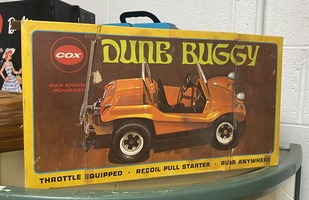 COX
DUNE BUGGY
GAS ENGINE
POWERED
THROTTLE EQUIPPED · RECOIL PULL STARTER · RUNS ANYWHERE